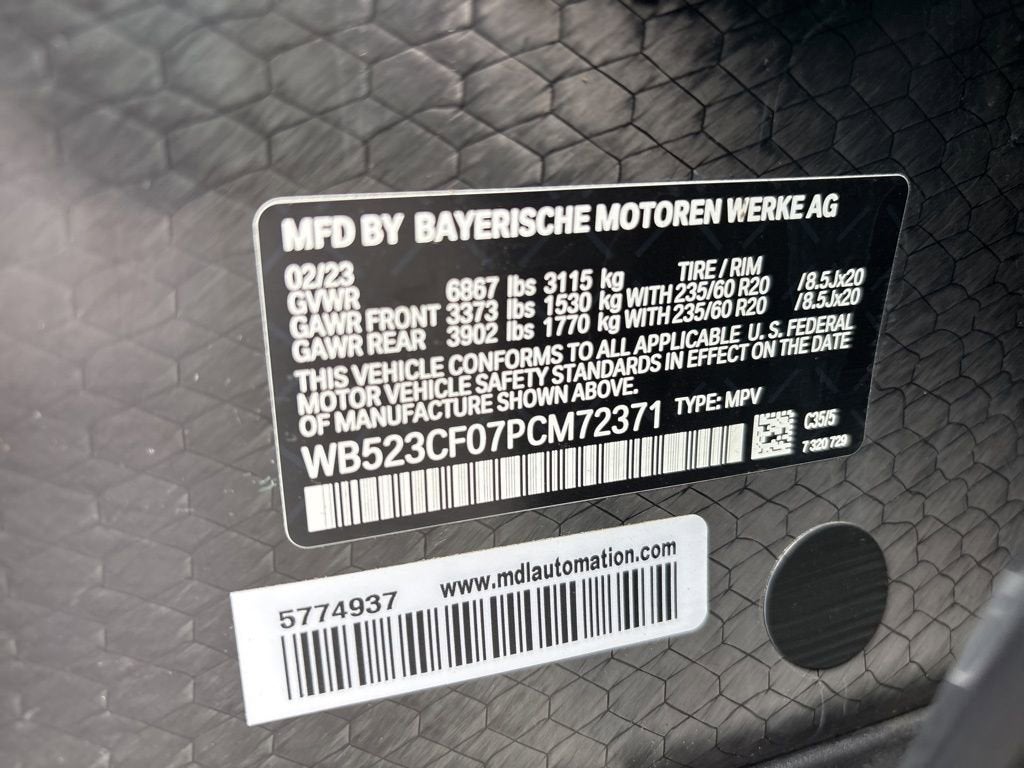 MFD BY BAYERISCHE MOTOREN WERKE AG
02/23 TIRE / RIM
GVWR 6867 lbs 3115 kg
GAWR FRONT 3373 lbs 1530 kg WITH 235/60 R20 /8.5Jx20
GAWR REAR 3902 lbs 1770 kg WITH 235/60 R20 /8.5Jx20
THIS VEHICLE CONFORMS TO ALL APPLICABLE U.S. FEDERAL
MOTOR VEHICLE SAFETY STANDARDS IN EFFECT ON THE DATE
OF MANUFACTURE SHOWN ABOVE.
WB523CF07PCM72371 TYPE: MPV
C35/5
7 320 729
5774937 www.mdlautomation.com